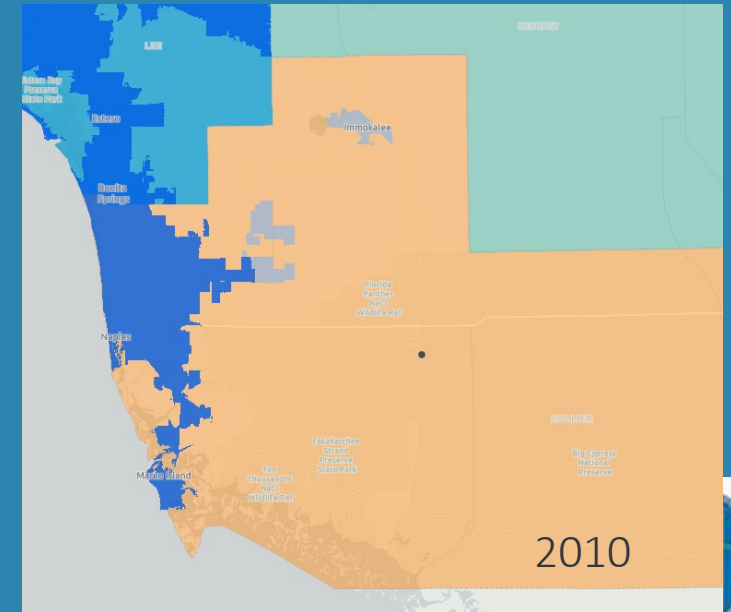 LEE
HENDRY
Estero Bay
Preserve
State Park
Estero
Immokalee
Bonita
Springs
Florida
Panther
Nat'l
Wildlife Ref
Naples
COLLIER
Fakahatchee
Strand
Preserve
State Park
Big Cypress
National
Preserve
Ten
Thousand Is
Nat'l
Wildlife Ref
Marco Island
2010